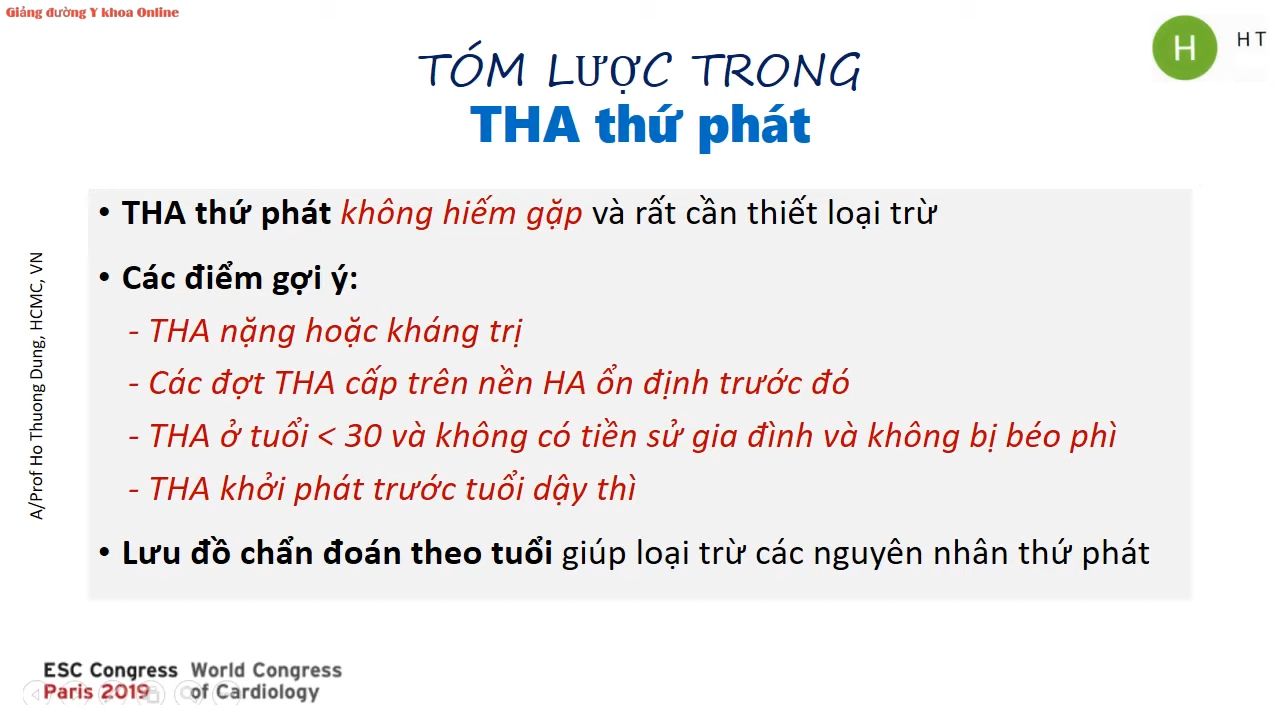 Giảng đường Y khoa Online
H
H T
TÓM LƯỢC TRONG
THA thứ phát
• THA thứ phát không hiếm gặp và rất cần thiết loại trừ
• Các điểm gợi ý:
- THA nặng hoặc kháng trị
- Các đợt THA cấp trên nền HA ổn định trước đó
- THA ở tuổi < 30 và không có tiền sử gia đình và không bị béo phì
- THA khởi phát trước tuổi dậy thì
• Lưu đồ chẩn đoán theo tuổi giúp loại trừ các nguyên nhân thứ phát
A/Prof Ho Thuong Dung, HCMC, VN
ESC Congress World Congress
Paris 2019 of Cardiology